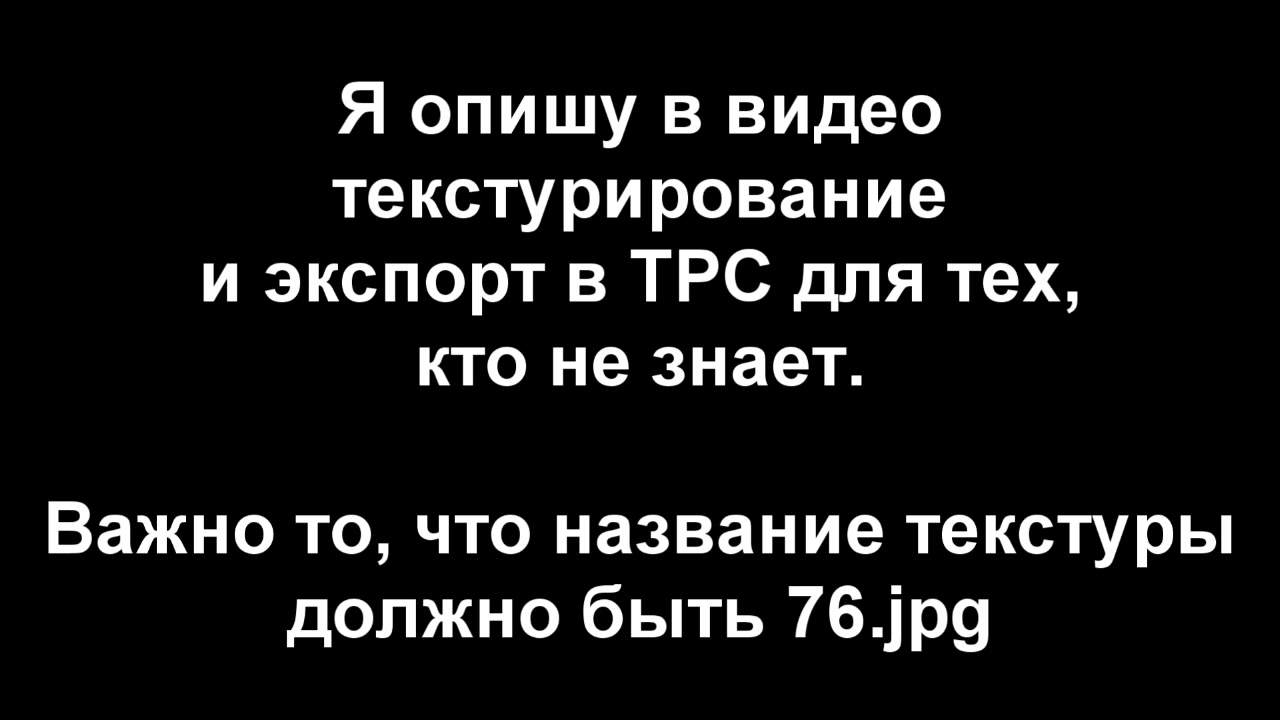 Я опишу в видео
текстурирование
и экспорт в ТРС для тех,
кто не знает.
Важно то, что название текстуры
должно быть 76.jpg